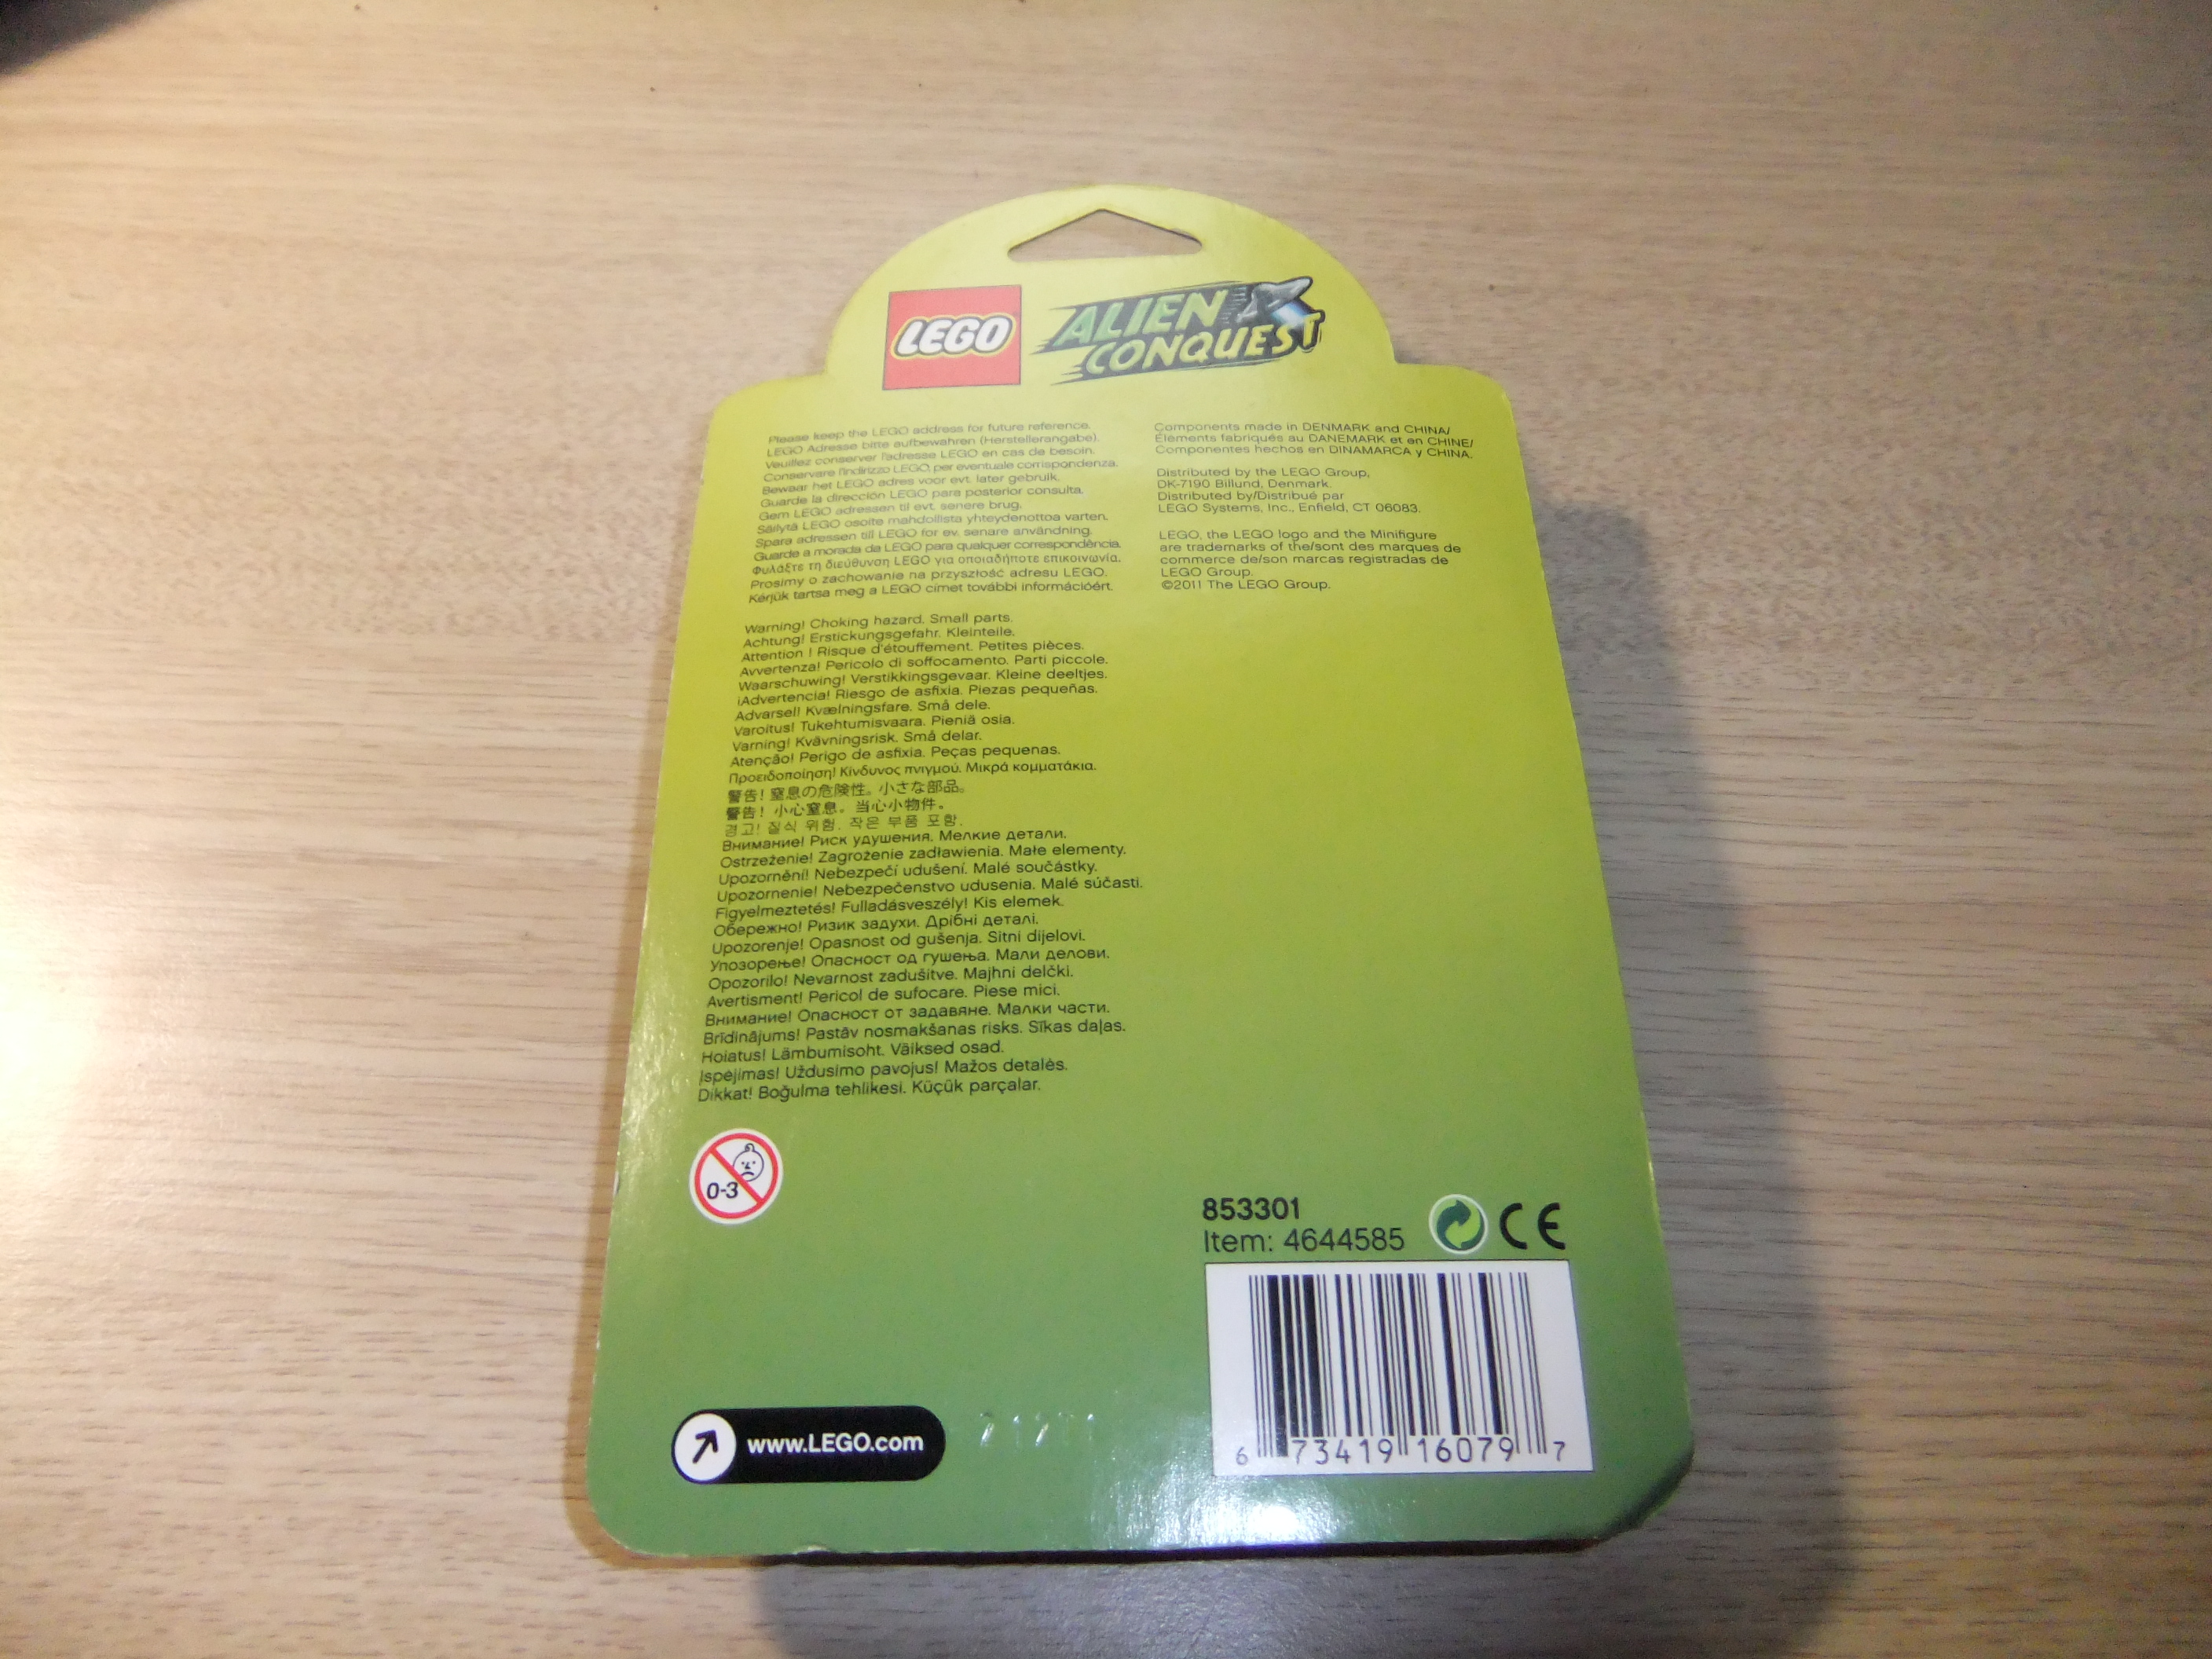 LEGO
ALIEN
CONQUEST
Please keep the LEGO address for future reference.
LEGO Adresse bitte aufbewahren (Herstellerangabe).
Veuillez conserver l'adresse LEGO en cas de besoin.
Conservare l'indirizzo LEGO, per eventuale corrispondenza.
Bewaar het LEGO adres voor evt. later gebruik.
Guarde la dirección LEGO para posterior consulta.
Gem LEGO adressen til evt. senere brug.
Säilytä LEGO osoite mahdollista yhteydenottoa varten.
Spara adressen till LEGO for ev. senare användning.
Guarde a morada da LEGO para qualquer correspondência.
Φυλάξτε τη διεύθυνση LEGO για οποιαδήποτε επικοινωνία.
Prosimy o zachowanie na przyszłość adresu LEGO.
Kérjük tartsa meg a LEGO címet további információért.
Warning! Choking hazard. Small parts.
Achtung! Erstickungsgefahr. Kleinteile.
Attention ! Risque d'étouffement. Petites pièces.
Avvertenza! Pericolo di soffocamento. Parti piccole.
Waarschuwing! Verstikkingsgevaar. Kleine deeltjes.
¡Advertencia! Riesgo de asfixia. Piezas pequeñas.
Advarsel! Kvælningsfare. Små dele.
Varoitus! Tukehtumisvaara. Pieniä osia.
Varning! Kvävningsrisk. Små delar.
Atenção! Perigo de asfixia. Peças pequenas.
Προειδοποίηση! Κίνδυνος πνιγμού. Μικρά κομματάκια.
警告! 窒息の危険性。小さな部品。
警告! 小心窒息。当心小物件。
경고! 질식 위험. 작은 부품 포함.
Внимание! Риск удушения. Мелкие детали.
Ostrzeżenie! Zagrożenie zadławienia. Małe elementy.
Upozornění! Nebezpečí udušení. Malé součástky.
Upozornenie! Nebezpečenstvo udusenia. Malé súčasti.
Figyelmeztetés! Fulladásveszély! Kis elemek.
Обережно! Ризик задухи. Дрібні деталі.
Upozorenje! Opasnost od gušenja. Sitni dijelovi.
Упозорење! Опасност од гушења. Мали делови.
Opozorilo! Nevarnost zadušitve. Majhni delčki.
Avertisment! Pericol de sufocare. Piese mici.
Внимание! Опасност от задавяне. Малки части.
Brīdinājums! Pastāv nosmakšanas risks. Sīkas daļas.
Hoiatus! Lämbumisoht. Väiksed osad.
Įspėjimas! Uždusimo pavojus! Mažos detalės.
Dikkat! Boğulma tehlikesi. Küçük parçalar.
0-3
www.LEGO.com
Components made in DENMARK and CHINA/
Éléments fabriqués au DANEMARK et en CHINE/
Componentes hechos en DINAMARCA y CHINA.
Distributed by the LEGO Group,
DK-7190 Billund, Denmark.
Distributed by/Distribué par
LEGO Systems, Inc., Enfield, CT 06083.
LEGO, the LEGO logo and the Minifigure
are trademarks of the/sont des marques de
commerce de/son marcas registradas de
LEGO Group.
©2011 The LEGO Group.
853301
Item: 4644585
CE
6 73419 16079 7